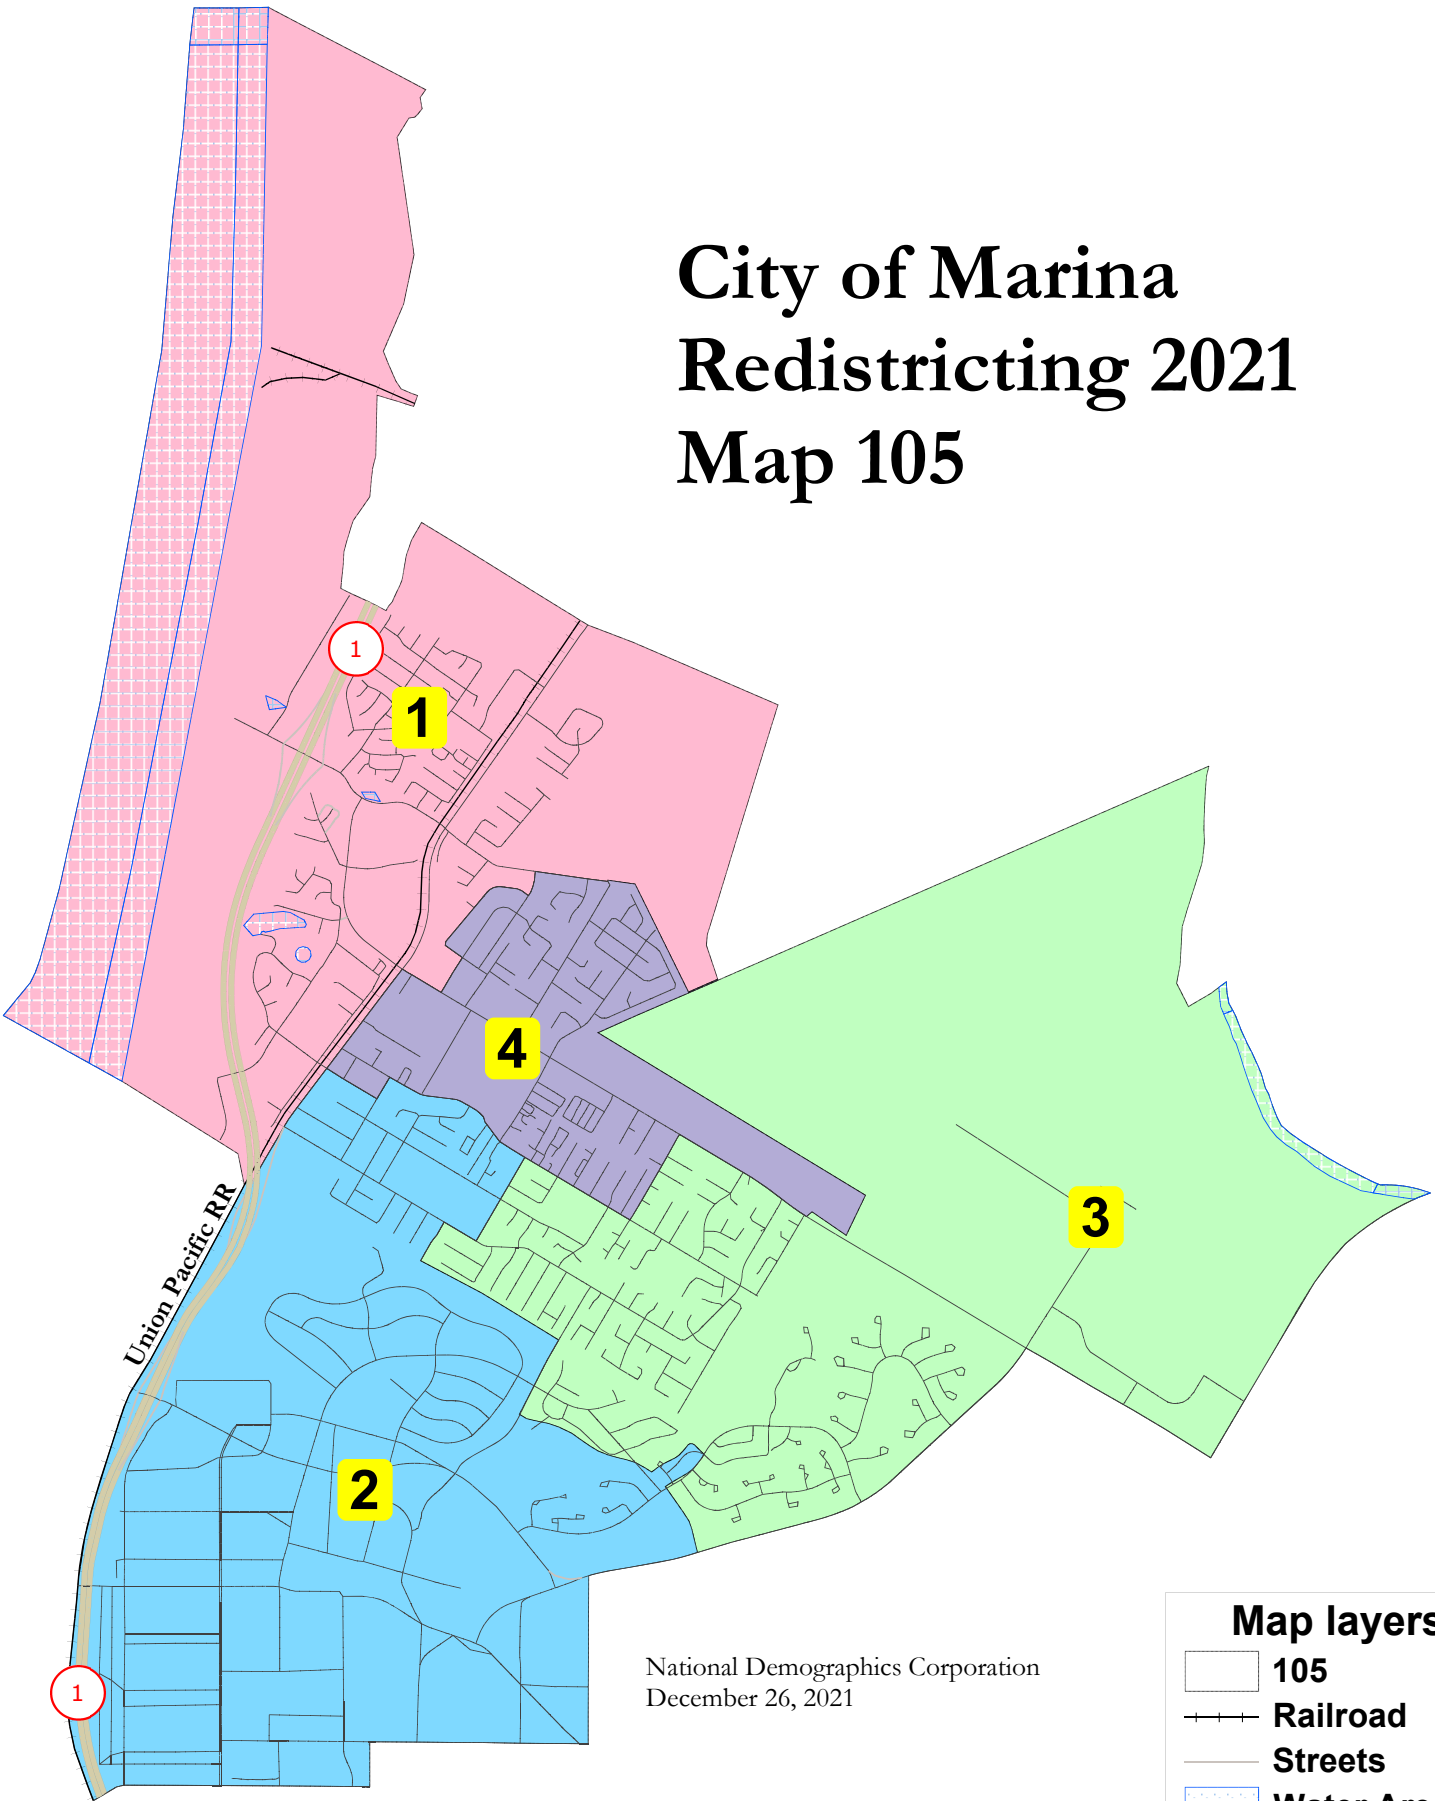 City of Marina
Redistricting 2021
Map 105
1
1
4
3
Union Pacific RR
2
National Demographics Corporation
December 26, 2021
1
Map layers
105
Railroad
Streets
Water